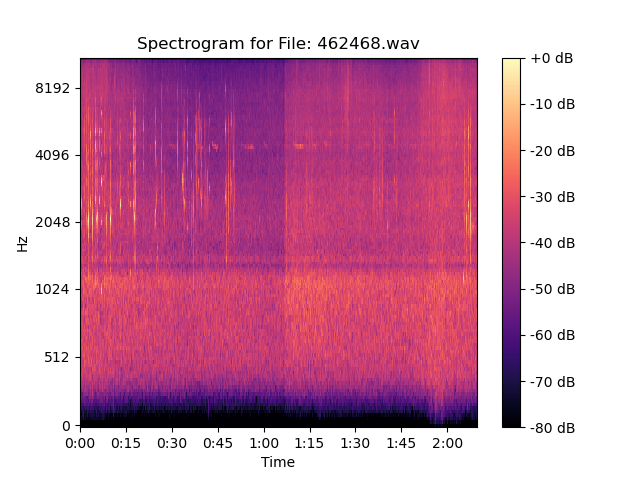 Spectrogram for File: 462468.wav
8192
4096
2048
1024
512
0
Hz
0:00 0:15 0:30 0:45 1:00 1:15 1:30 1:45 2:00
Time
+0 dB
-10 dB
-20 dB
-30 dB
-40 dB
-50 dB
-60 dB
-70 dB
-80 dB